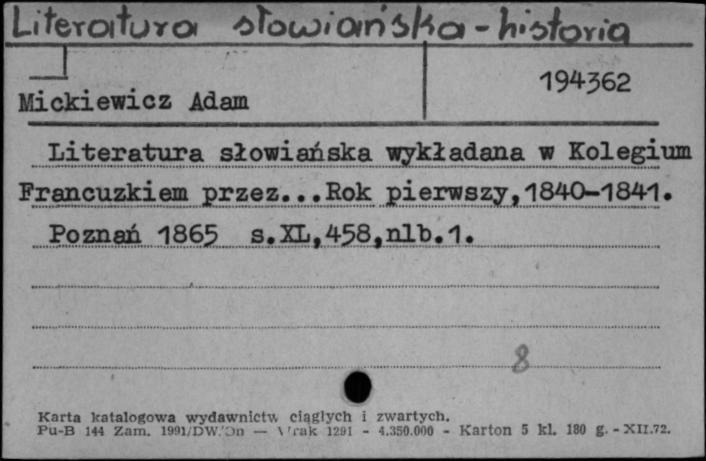 Literatura słowiańska - historia
194362
Mickiewicz Adam
Literatura słowiańska wykładana w Kolegium
Francuzkiem przez...Rok pierwszy,1840-1841.
Poznań 1865 s.XL,458,nlb.1.
8
Karta katalogowa wydawnictw ciągłych i zwartych.
Pu-B 144 Zam. 1991/DW. — 1291 - 4.350.000 - Karton 5 kl. 180 g. - XII.72.